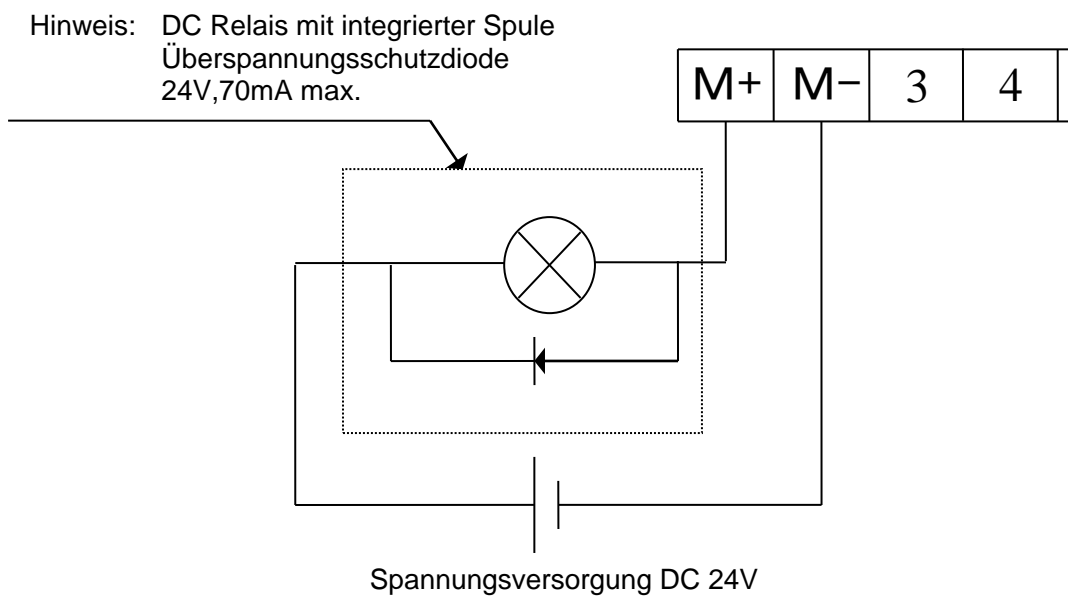 Hinweis: DC Relais mit integrierter Spule
Überspannungsschutzdiode
24V,70mA max.
M+ M− 3 4
Spannungsversorgung DC 24V